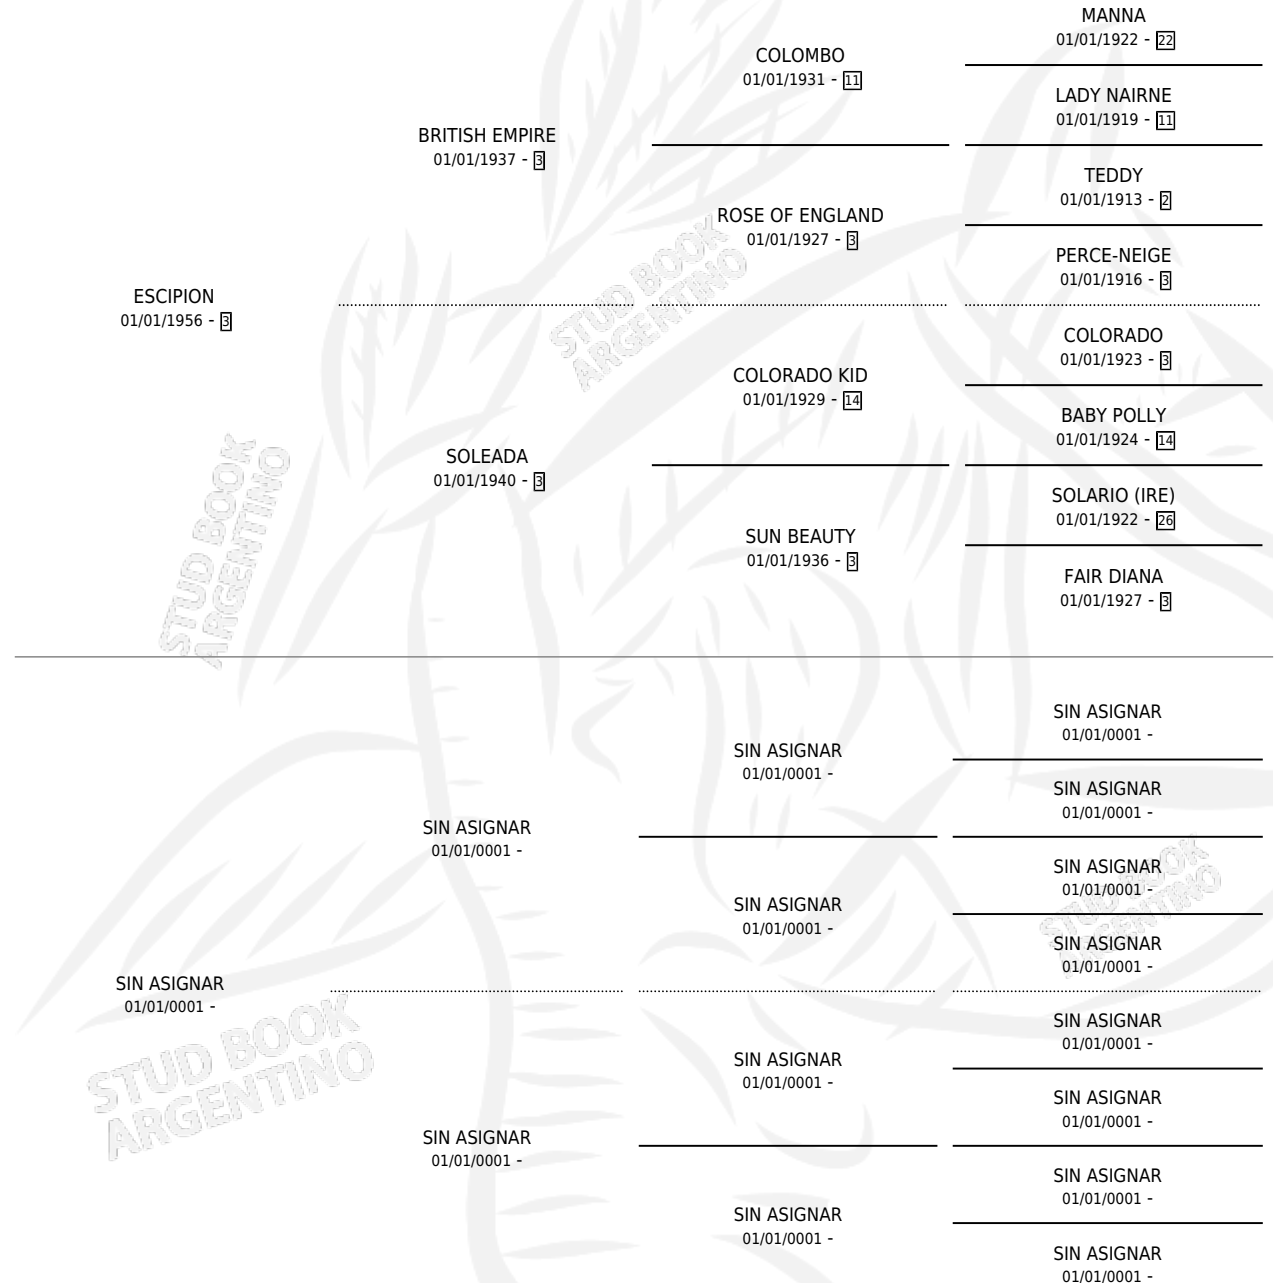 MANNA
01/01/1922 - 22
COLOMBO
01/01/1931 - 11
LADY NAIRNE
01/01/1919 - 11
BRITISH EMPIRE
01/01/1937 - 3
TEDDY
01/01/1913 - 2
ROSE OF ENGLAND
01/01/1927 - 3
PERCE-NEIGE
01/01/1916 - 3
ESCIPION
01/01/1956 - 3
COLORADO
01/01/1923 - 3
COLORADO KID
01/01/1929 - 14
BABY POLLY
01/01/1924 - 14
SOLEADA
01/01/1940 - 3
SOLARIO (IRE)
01/01/1922 - 26
SUN BEAUTY
01/01/1936 - 3
FAIR DIANA
01/01/1927 - 3
STUD BOOK
ARGENTINO
STUD BOOK
ARGENTINO
SIN ASIGNAR
01/01/0001 -
SIN ASIGNAR
01/01/0001 -
SIN ASIGNAR
01/01/0001 -
SIN ASIGNAR
01/01/0001 -
SIN ASIGNAR
01/01/0001 -
SIN ASIGNAR
01/01/0001 -
SIN ASIGNAR
01/01/0001 -
SIN ASIGNAR
01/01/0001 -
SIN ASIGNAR
01/01/0001 -
SIN ASIGNAR
01/01/0001 -
SIN ASIGNAR
01/01/0001 -
SIN ASIGNAR
01/01/0001 -
SIN ASIGNAR
01/01/0001 -
SIN ASIGNAR
01/01/0001 -
SIN ASIGNAR
01/01/0001 -
STUD BOOK
ARGENTINO
STUD BOOK
ARGENTINO